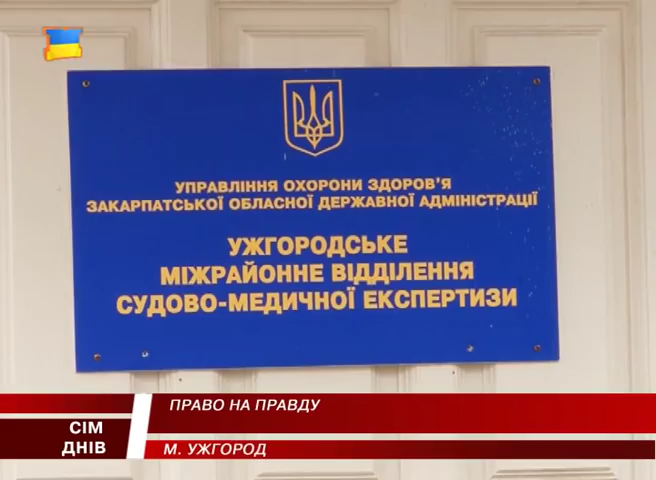 УПРАВЛІННЯ ОХОРОНИ ЗДОРОВ'Я
ЗАКАРПАТСЬКОЇ ОБЛАСНОЇ ДЕРЖАВНОЇ АДМІНІСТРАЦІЇ
УЖГОРОДСЬКЕ
МІЖРАЙОННЕ ВІДДІЛЕННЯ
СУДОВО-МЕДИЧНОЇ ЕКСПЕРТИЗИ
ПРАВО НА ПРАВДУ
СІМ
ДНІВ
М. УЖГОРОД